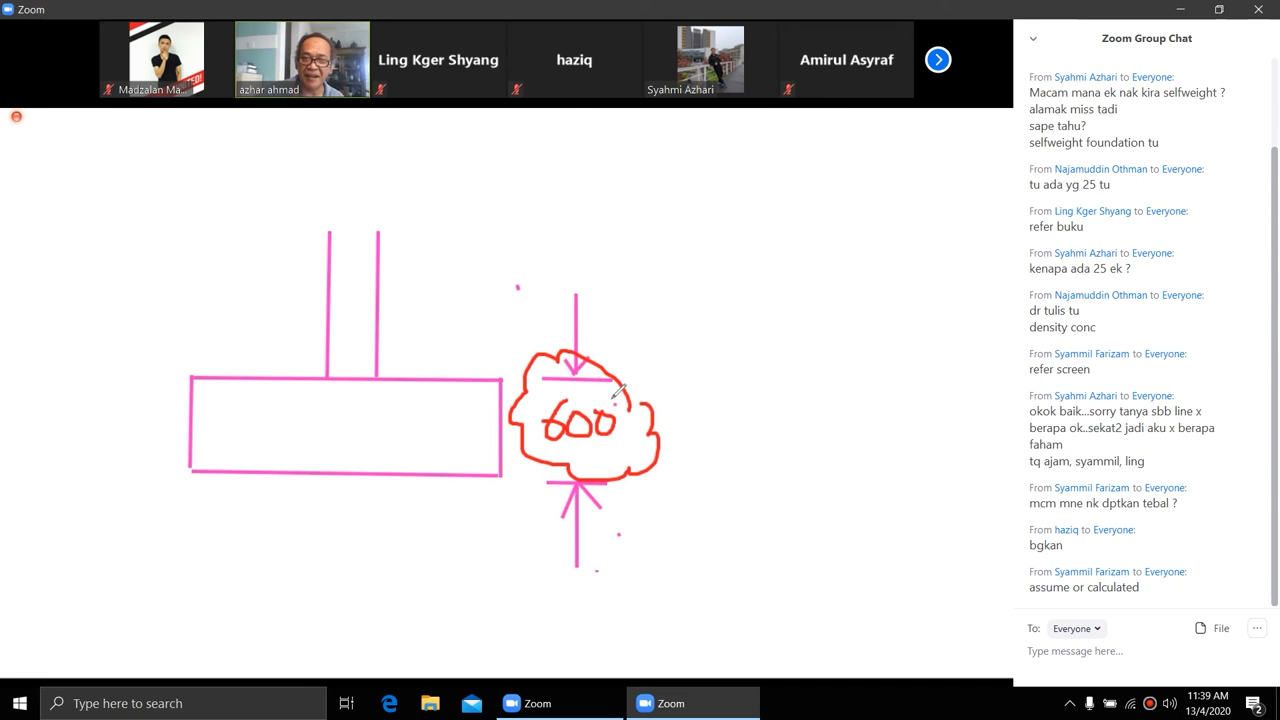 Zoom
Madzalan Ma...
azhar ahmad
Ling Kger Shyang
haziq
Syahmi Azhari
Amirul Asyraf
600
Zoom Group Chat
From Syahmi Azhari to Everyone:
Macam mana ek nak kira selfweight ?
alamak miss tadi
sape tahu?
selfweight foundation tu
From Najamuddin Othman to Everyone:
tu ada yg 25 tu
From Ling Kger Shyang to Everyone:
refer buku
From Syahmi Azhari to Everyone:
kenapa ada 25 ek ?
From Najamuddin Othman to Everyone:
dr tulis tu
density conc
From Syammil Farizam to Everyone:
refer screen
From Syahmi Azhari to Everyone:
okok baik...sorry tanya sbb line x
berapa ok..sekat2 jadi aku x berapa
faham
tq ajam, syammil, ling
From Syammil Farizam to Everyone:
mcm mne nk dptkan tebal ?
From haziq to Everyone:
bgkan
From Syammil Farizam to Everyone:
assume or calculated
To: Everyone File ...
Type message here...
Type here to search
Zoom
Zoom
11:39 AM
13/4/2020
2